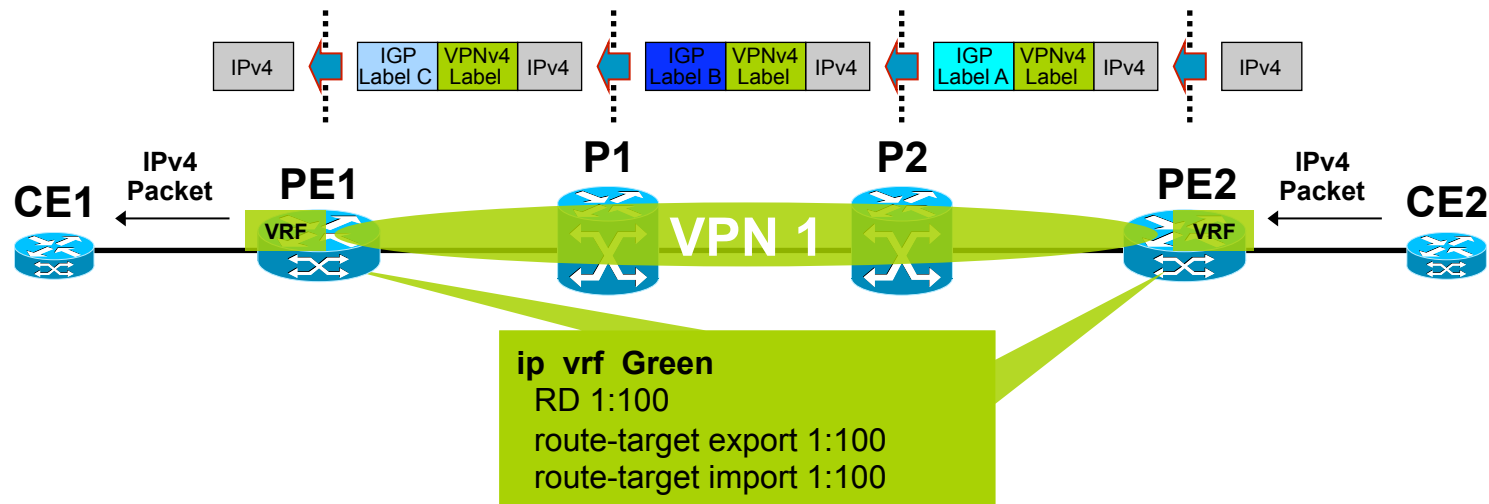 IPv4
IGP
Label C
VPNv4
Label
IPv4
IGP
Label B
VPNv4
Label
IPv4
IGP
Label A
VPNv4
Label
IPv4
IPv4
CE1
IPv4
Packet
PE1
P1
P2
PE2
IPv4
Packet
CE2
VRF
VPN 1
VRF
ip vrf Green
RD 1:100
route-target export 1:100
route-target import 1:100